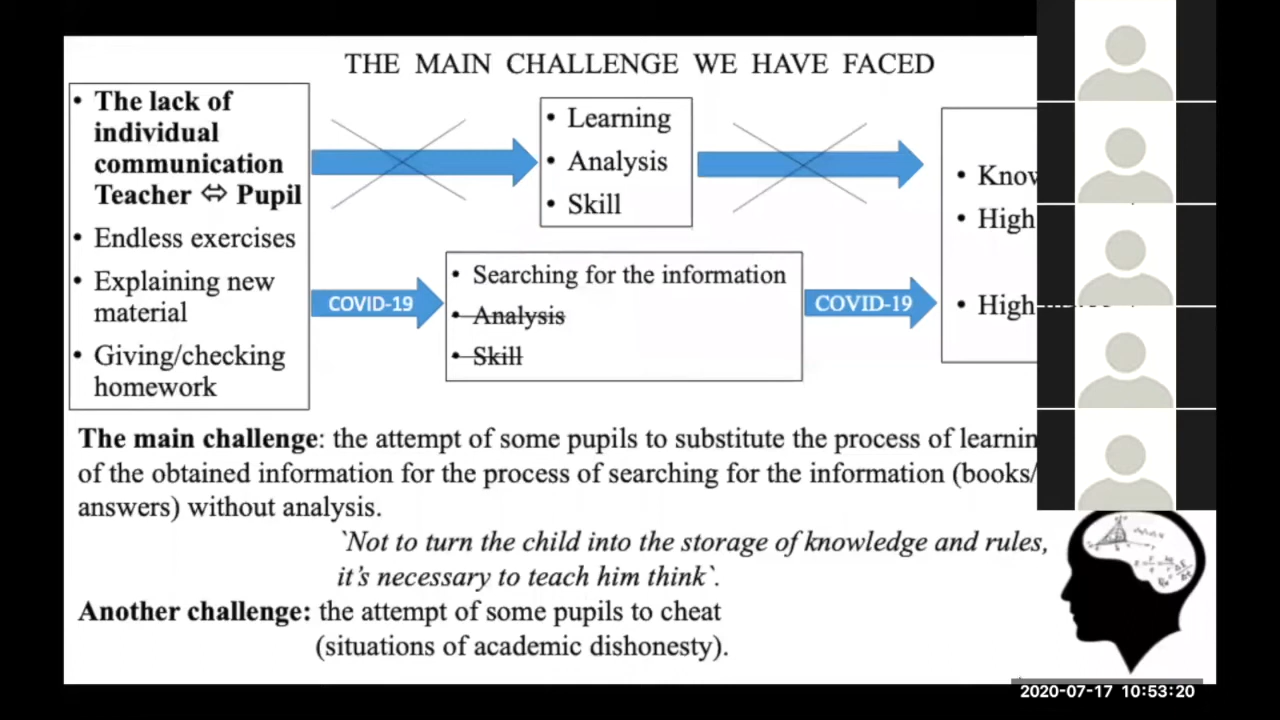 THE MAIN CHALLENGE WE HAVE FACED
• The lack of
individual
communication
Teacher ⇔ Pupil
• Endless exercises
• Explaining new
material
• Giving/checking
homework
• Learning
• Analysis
• Skill
COVID-19
• Searching for the information
• Analysis
• Skill
COVID-19
• Know
• High
• High
The main challenge: the attempt of some pupils to substitute the process of learnin
of the obtained information for the process of searching for the information (books/
answers) without analysis.
`Not to turn the child into the storage of knowledge and rules,
it's necessary to teach him think`.
Another challenge: the attempt of some pupils to cheat
(situations of academic dishonesty).
2020-07-17 10:53:20